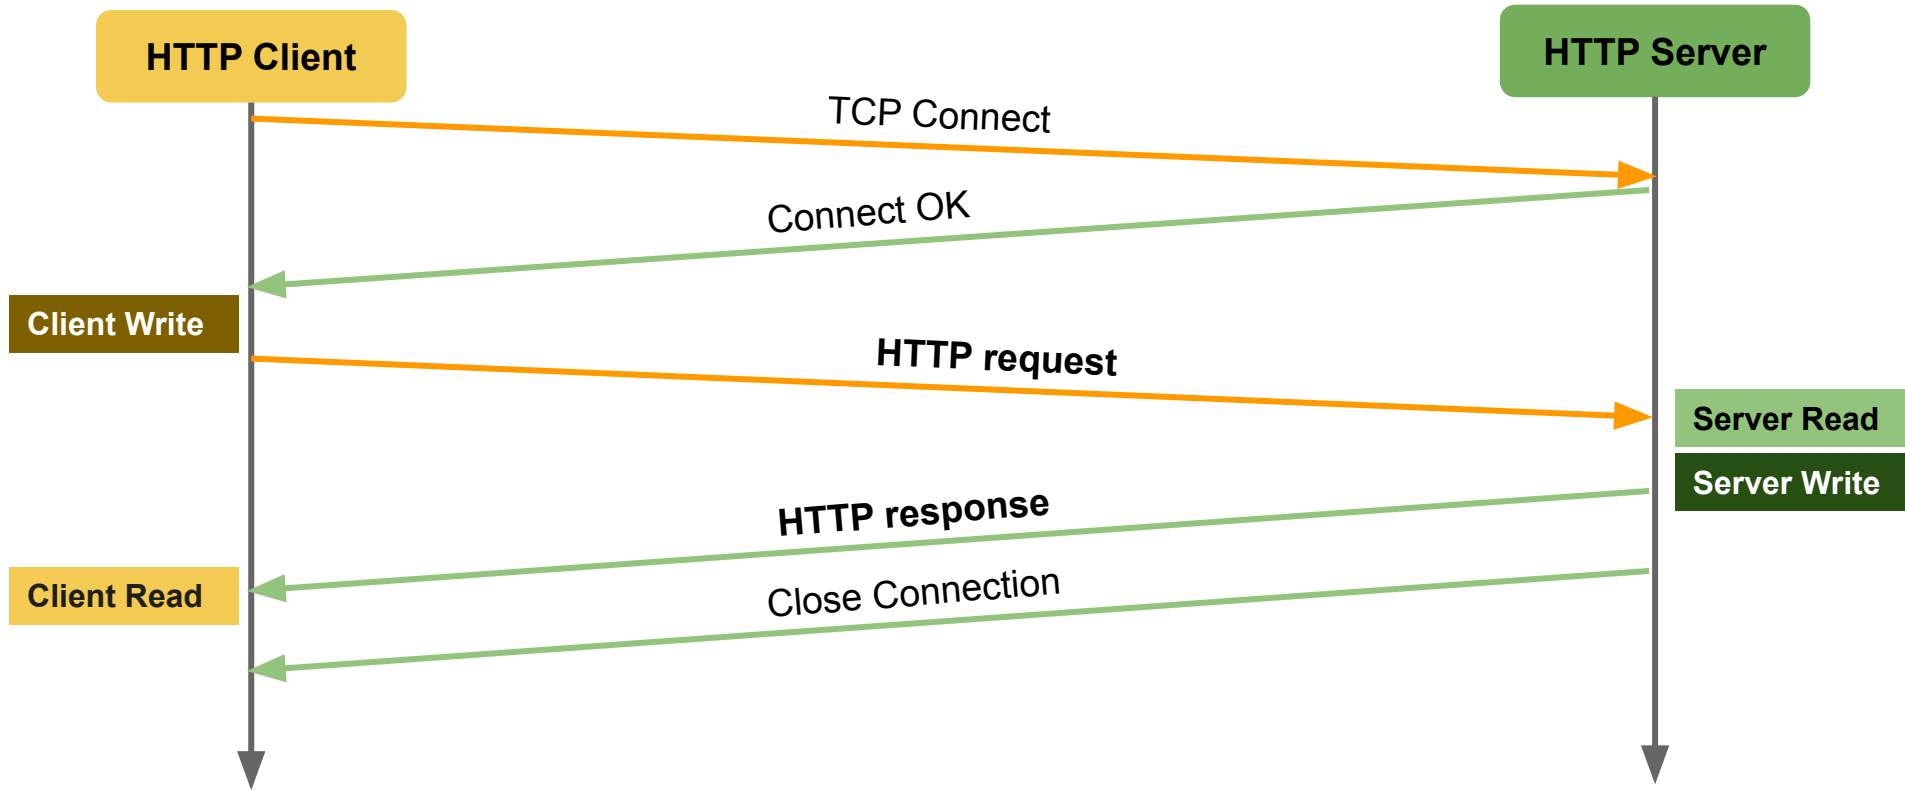 HTTP Client
HTTP Server
TCP Connect
Connect OK
Client Write
HTTP request
Server Read
Server Write
HTTP response
Client Read
Close Connection